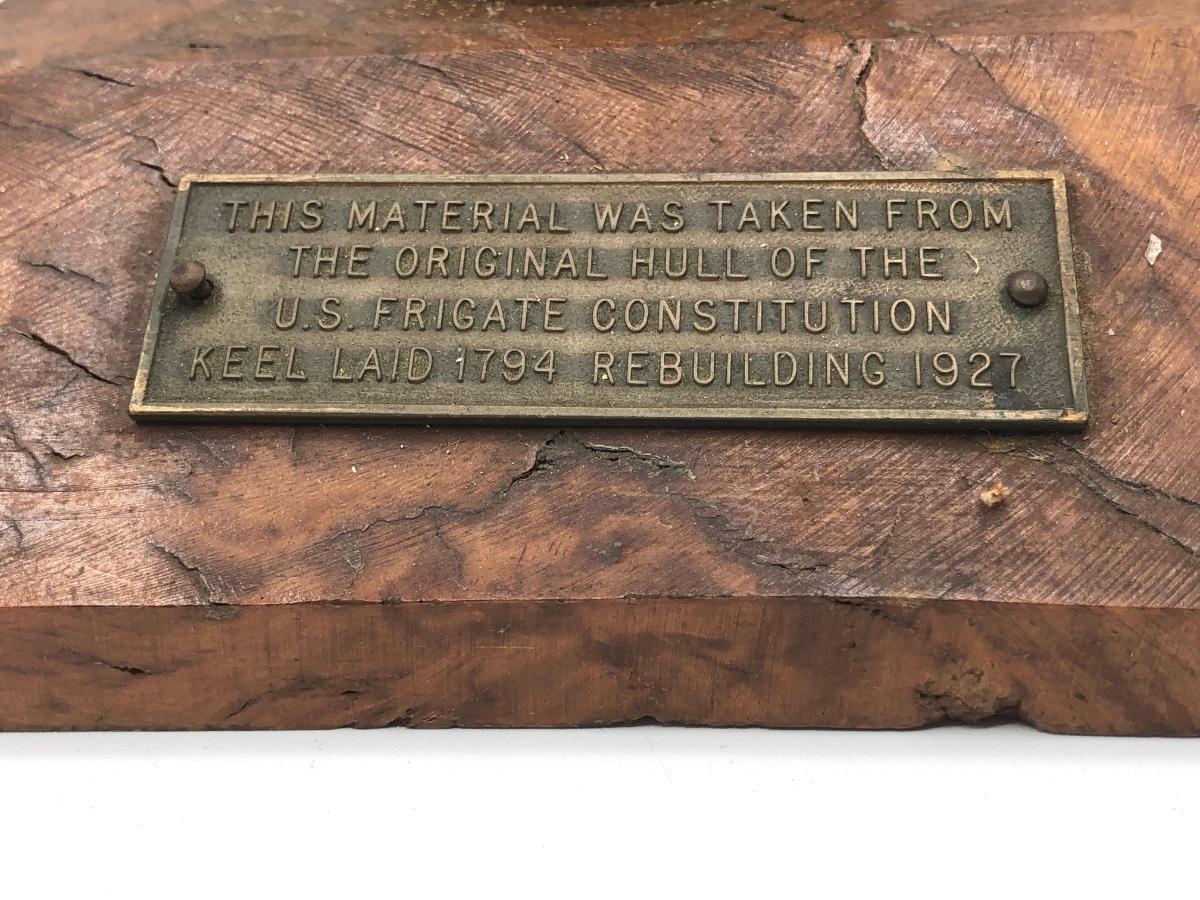 THIS MATERIAL WAS TAKEN FROM
THE ORIGINAL HULL OF THE
U.S. FRIGATE CONSTITUTION
KEEL LAID 1794 REBUILDING 1927